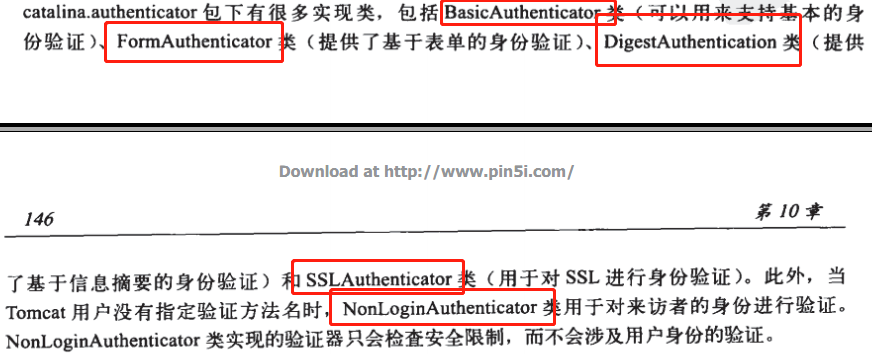 catalina.authenticator 包下有很多实现类，包括 BasicAuthenticator 类（可以用来支持基本的身
份验证）、FormAuthenticator 类（提供了基于表单的身份验证）、DigestAuthentication 类（提供
Download at http://www.pin5i.com/
146
第 10 章
了基于信息摘要的身份验证）和 SSLAuthenticator 类（用于对 SSL 进行身份验证）。此外，当
Tomcat 用户没有指定验证方法名时，NonLoginAuthenticator 类用于对来访者的身份进行验证。
NonLoginAuthenticator 类实现的验证器只会检查安全限制，而不会涉及用户身份的验证。